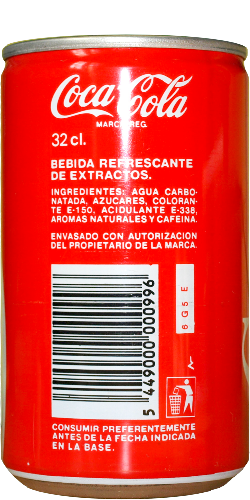 Coca-Cola
MARCA REG.
32 cl.
BEBIDA REFRESCANTE
DE EXTRACTOS.
INGREDIENTES: AGUA CARBO-
NATADA, AZUCARES, COLORAN-
TE E-150, ACIDULANTE E-338,
AROMAS NATURALES Y CAFEINA.
ENVASADO CON AUTORIZACION
DEL PROPIETARIO DE LA MARCA.
6 G 5 E
5 449000 000996
CONSUMIR PREFERENTEMENTE
ANTES DE LA FECHA INDICADA
EN LA BASE.